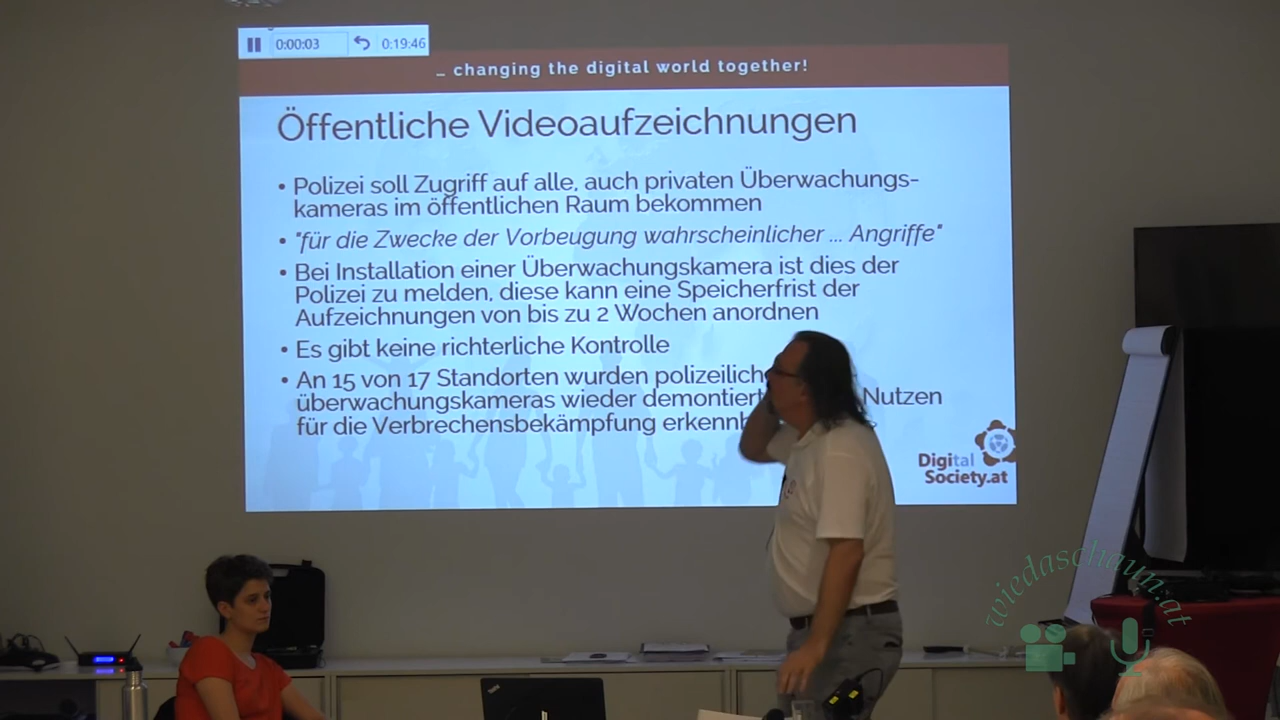 0:00:03 0:19:46
… changing the digital world together!
Öffentliche Videoaufzeichnungen
• Polizei soll Zugriff auf alle, auch privaten Überwachungs-
kameras im öffentlichen Raum bekommen
• "für die Zwecke der Vorbeugung wahrscheinlicher ... Angriffe"
• Bei Installation einer Überwachungskamera ist dies der
Polizei zu melden, diese kann eine Speicherfrist der
Aufzeichnungen von bis zu 2 Wochen anordnen
• Es gibt keine richterliche Kontrolle
• An 15 von 17 Standorten wurden polizeilich
überwachungskameras wieder demontiert Nutzen
für die Verbrechensbekämpfung erkennb
Digital
Society.at
wiedaschaun.at